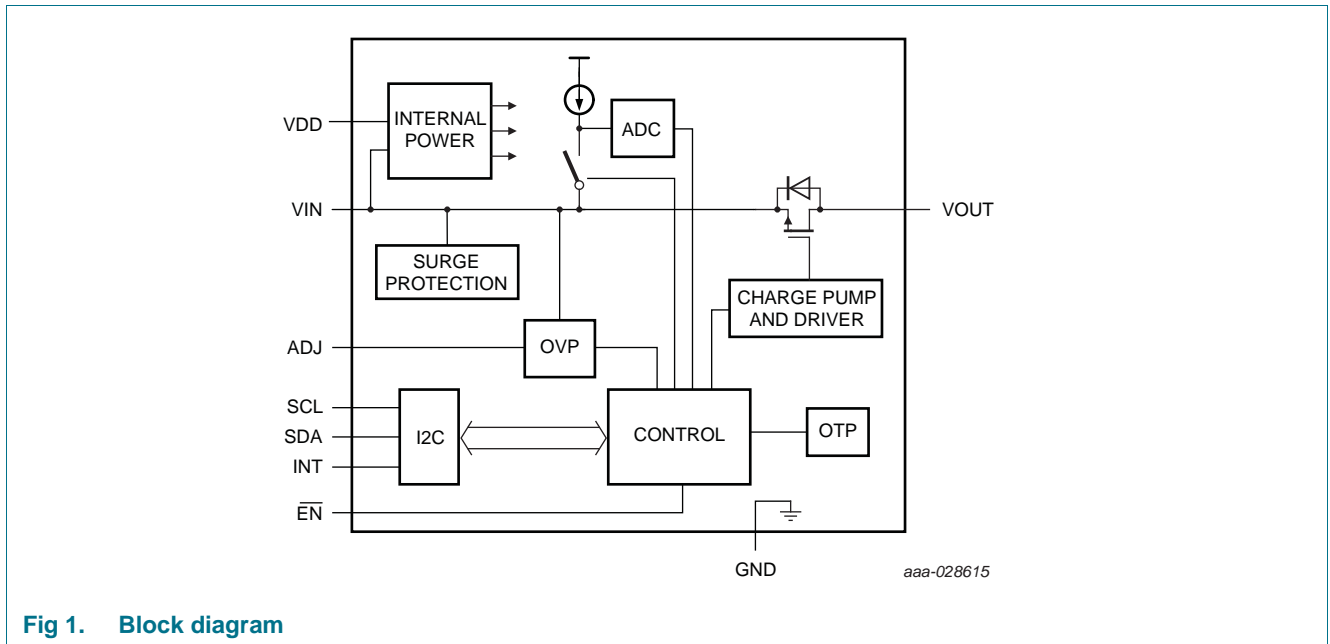 VDD
INTERNAL
POWER
ADC
VIN
VOUT
SURGE
PROTECTION
CHARGE PUMP
AND DRIVER
ADJ
OVP
SCL
SDA
INT
I2C
CONTROL
OTP
EN
GND
aaa-028615
Fig 1. Block diagram